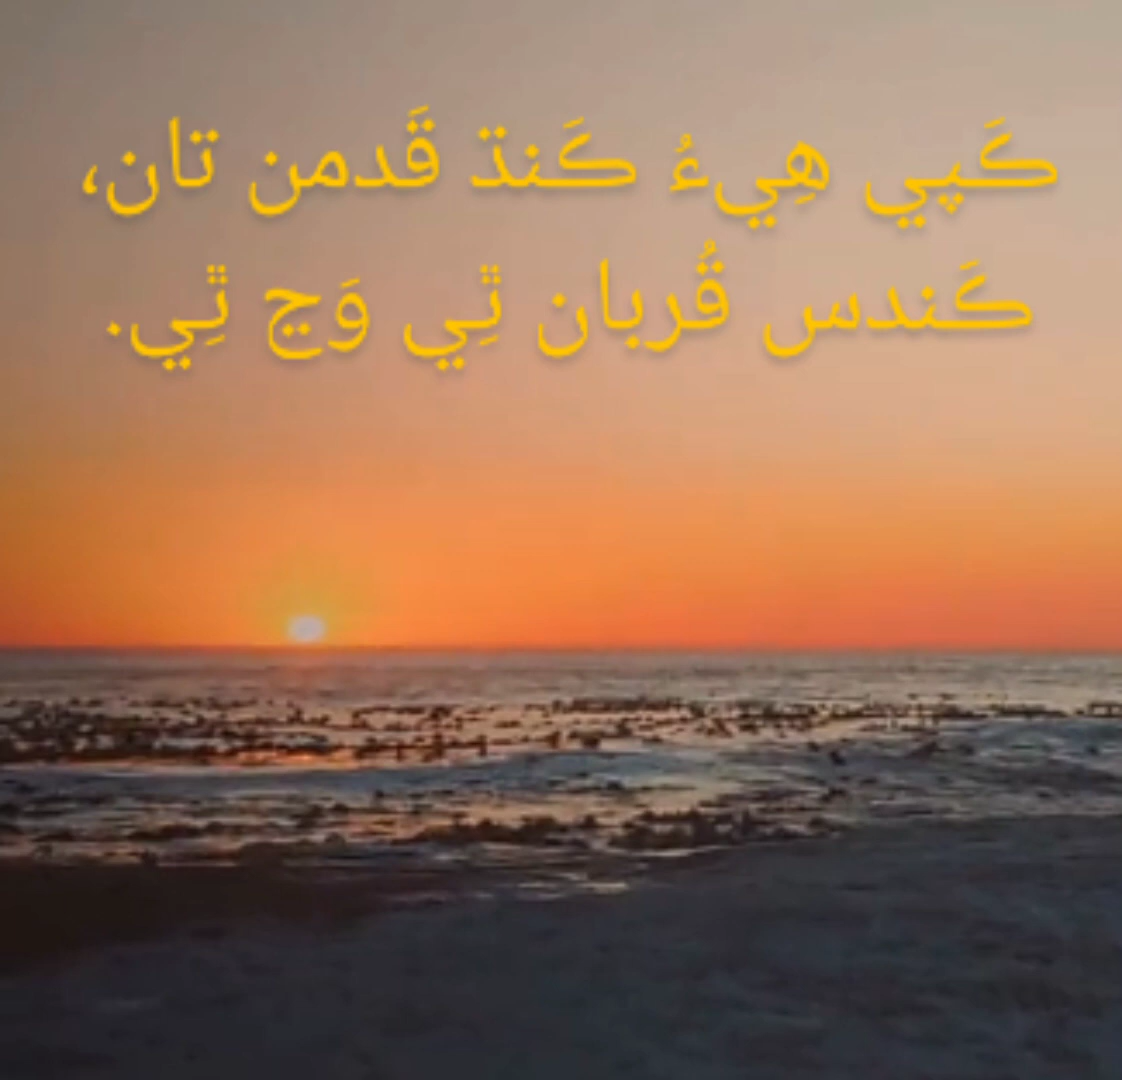 ڪَپي هِيءُ ڪَنڌ قَدمن تان،
ڪَندس قُربان ٿِي وَڃ ٿِي.